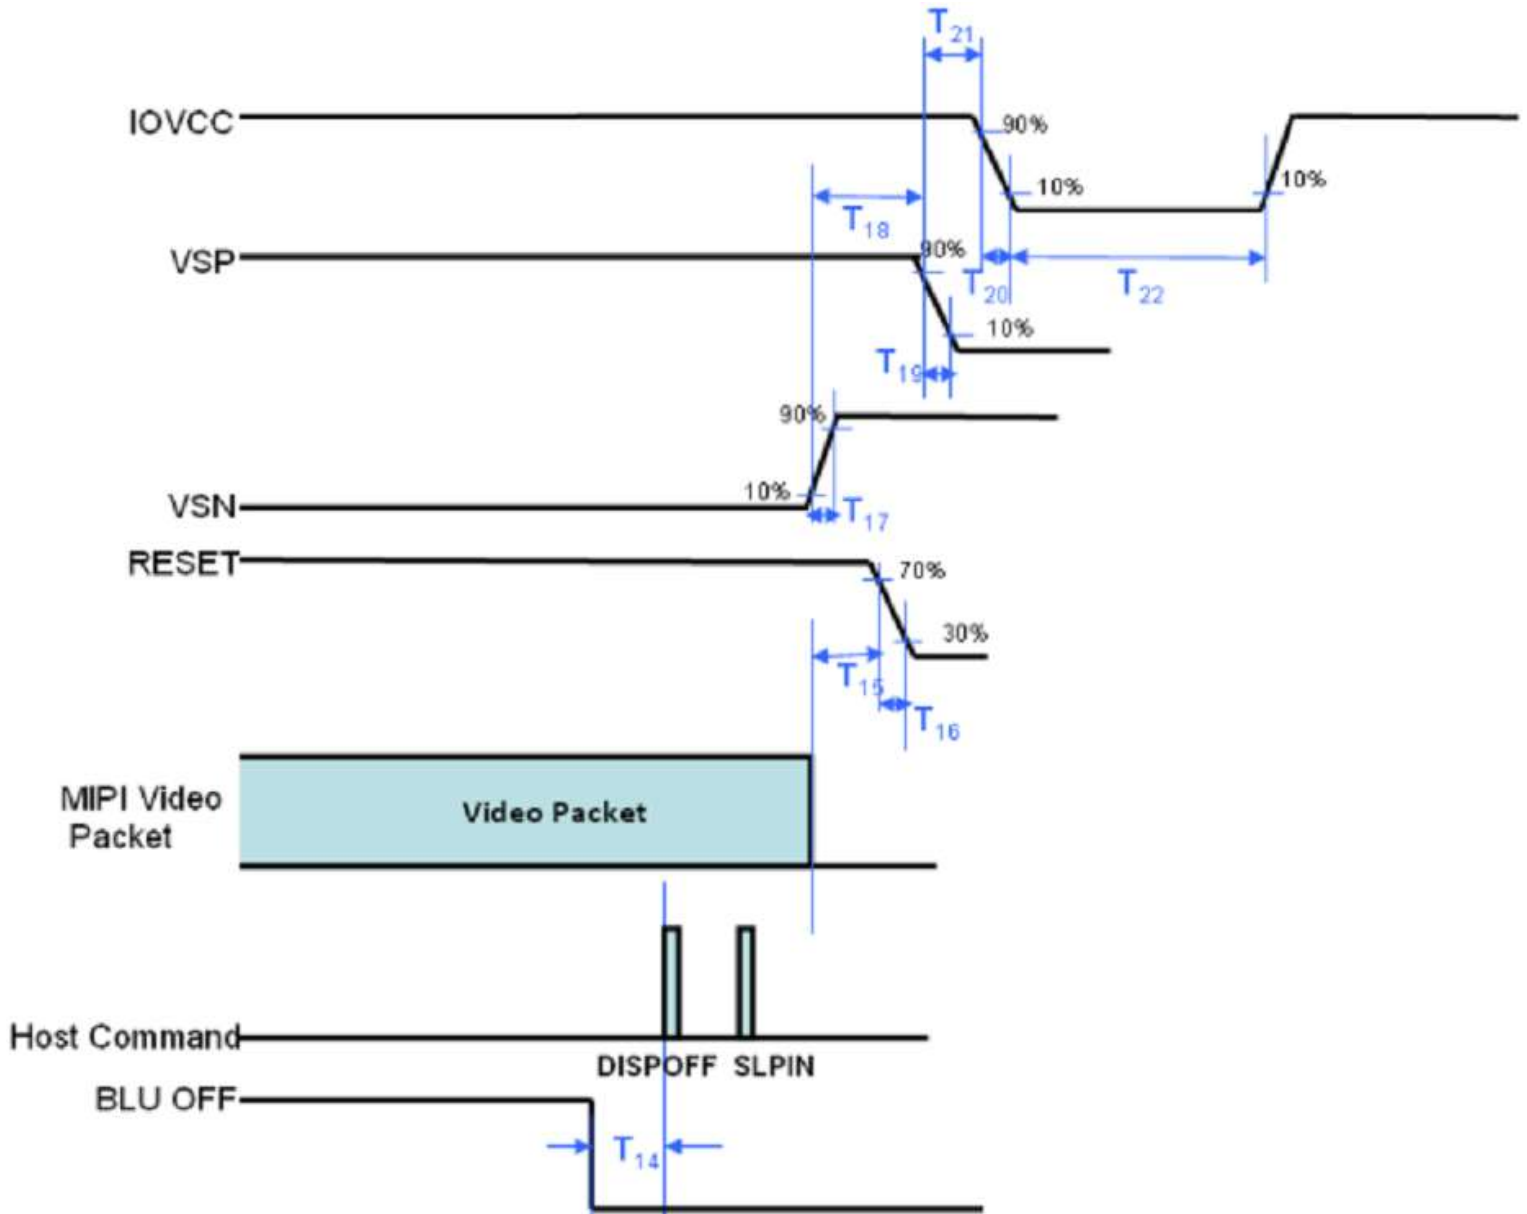 T21
IOVCC
90%
10%
10%
T18
VSP
90%
T20
T22
10%
T19
90%
10%
VSN
T17
RESET
70%
30%
T15
T16
MIPI Video
Packet
Video Packet
Host Command
DISPOFF SLPIN
BLU OFF
T14